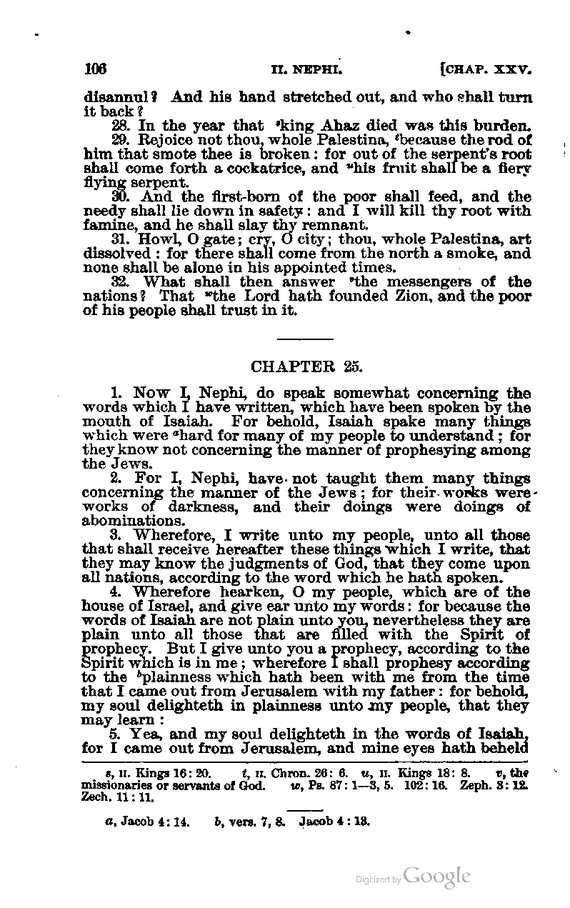 106 II. NEPHI. [CHAP. XXV.
disannul? And his hand stretched out, and who shall turn
it back?
28. In the year that ˢking Ahaz died was this burden.
29. Rejoice not thou, whole Palestina, ᵗbecause the rod of
him that smote thee is broken: for out of the serpent's root
shall come forth a cockatrice, and ᵘhis fruit shall be a fiery
flying serpent.
30. And the first-born of the poor shall feed, and the
needy shall lie down in safety: and I will kill thy root with
famine, and he shall slay thy remnant.
31. Howl, O gate; cry, O city; thou, whole Palestina, art
dissolved: for there shall come from the north a smoke, and
none shall be alone in his appointed times.
32. What shall then answer ᵛthe messengers of the
nations? That ʷthe Lord hath founded Zion, and the poor
of his people shall trust in it.
CHAPTER 25.
1. Now I, Nephi, do speak somewhat concerning the
words which I have written, which have been spoken by the
mouth of Isaiah. For behold, Isaiah spake many things
which were ᵃhard for many of my people to understand; for
they know not concerning the manner of prophesying among
the Jews.
2. For I, Nephi, have not taught them many things
concerning the manner of the Jews; for their works were
works of darkness, and their doings were doings of
abominations.
3. Wherefore, I write unto my people, unto all those
that shall receive hereafter these things which I write, that
they may know the judgments of God, that they come upon
all nations, according to the word which he hath spoken.
4. Wherefore hearken, O my people, which are of the
house of Israel, and give ear unto my words: for because the
words of Isaiah are not plain unto you, nevertheless they are
plain unto all those that are filled with the Spirit of
prophecy. But I give unto you a prophecy, according to the
Spirit which is in me; wherefore I shall prophesy according
to the ᵇplainness which hath been with me from the time
that I came out from Jerusalem with my father: for behold,
my soul delighteth in plainness unto my people, that they
may learn:
5. Yea, and my soul delighteth in the words of Isaiah,
for I came out from Jerusalem, and mine eyes hath beheld
s, II. Kings 16: 20. t, II. Chron. 26: 6. u, II. Kings 18: 8. v, the
missionaries or servants of God. w, Ps. 87: 1—3, 5. 102: 16. Zeph. 3: 12.
Zech. 11: 11.
a, Jacob 4: 14. b, vers. 7, 8. Jacob 4: 13.
Digitized by Google